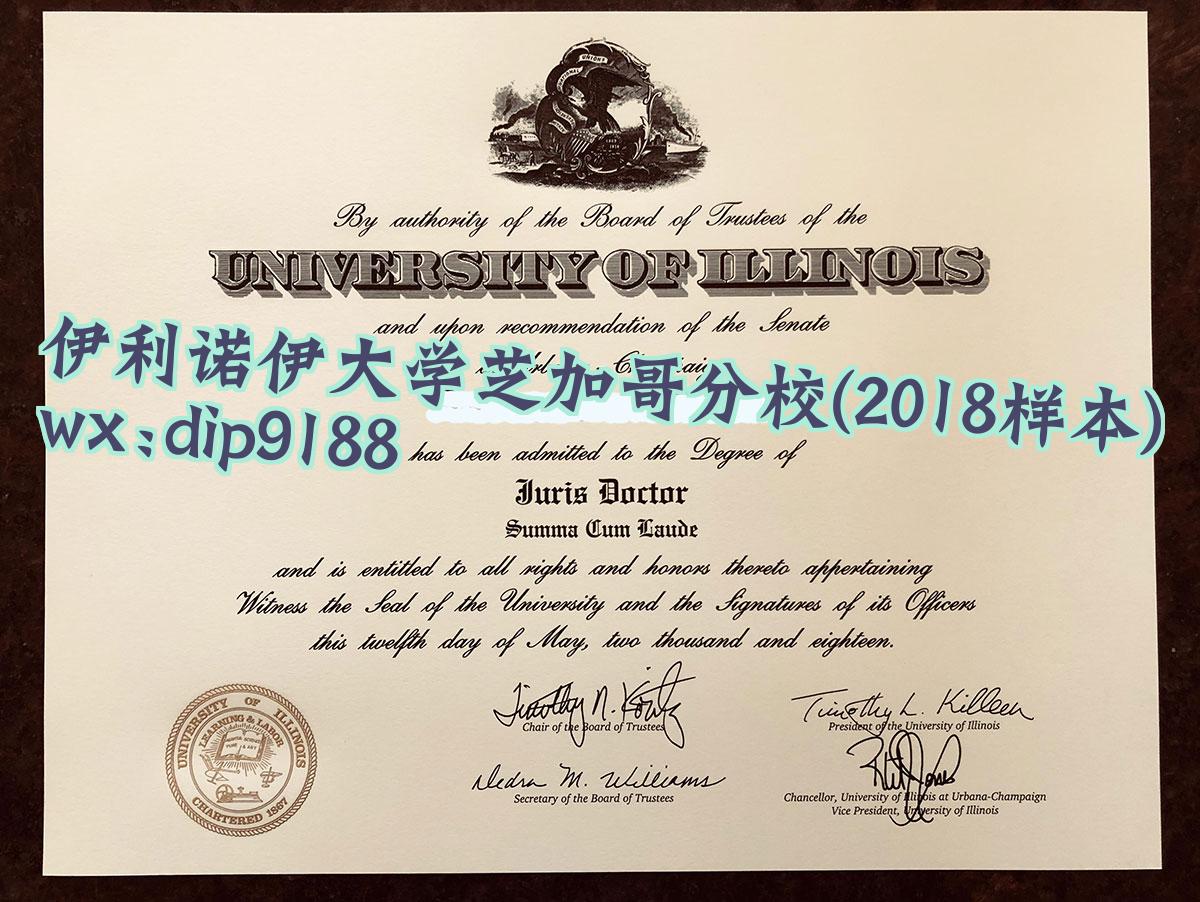 NATIONAL UNION
By authority of the Board of Trustees of the
UNIVERSITY OF ILLINOIS
and upon recommendation of the Senate
伊利诺伊大学芝加哥分校(2018样本)
wx:dip9188
has been admitted to the Degree of
Juris Doctor
Summa Cum Laude
and is entitled to all rights and honors thereto appertaining
Witness the Seal of the University and the Signatures of its Officers
this twelfth day of May, two thousand and eighteen.
Timothy N. Koritz
Chair of the Board of Trustees
Timothy L. Killeen
President of the University of Illinois
Dedra M. Williams
Secretary of the Board of Trustees
Chancellor, University of Illinois at Urbana-Champaign
Vice President, University of Illinois
UNIVERSITY OF ILLINOIS
LEARNING & LABOR
CHARTERED 1867